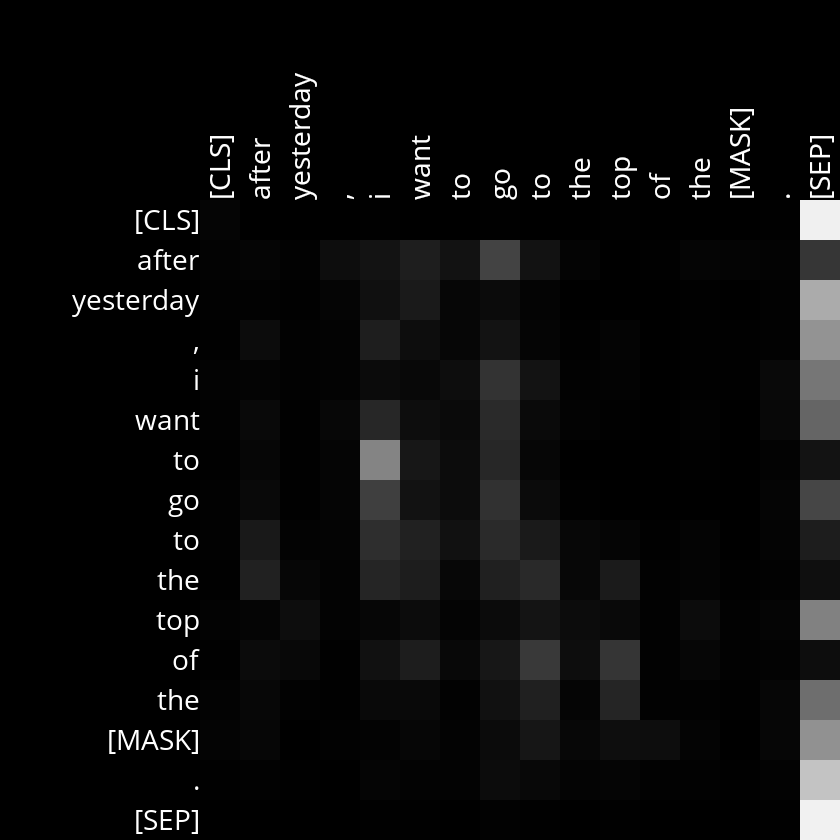 [CLS] after yesterday , i want to go to the top of the [MASK] . [SEP]
[CLS]
after
yesterday
,
i
want
to
go
to
the
top
of
the
[MASK]
.
[SEP]